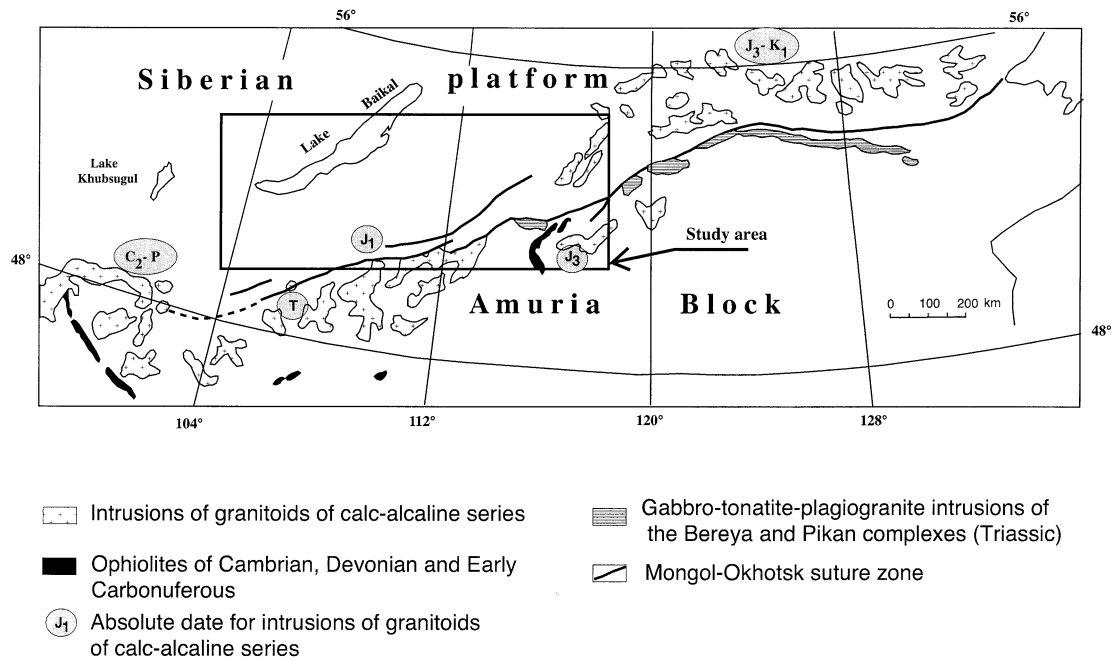 56°
56°
J3- K1
Siberian platform
Lake Baikal
Lake
Khubsugul
J1
Study area
C2- P
J3
48°
T
Amuria Block
0 100 200 km
48°
104°
112°
120°
128°
Intrusions of granitoids of calc-alcaline series
Ophiolites of Cambrian, Devonian and Early
Carbonuferous
J1
Absolute date for intrusions of granitoids
of calc-alcaline series
Gabbro-tonatite-plagiogranite intrusions of
the Bereya and Pikan complexes (Triassic)
Mongol-Okhotsk suture zone